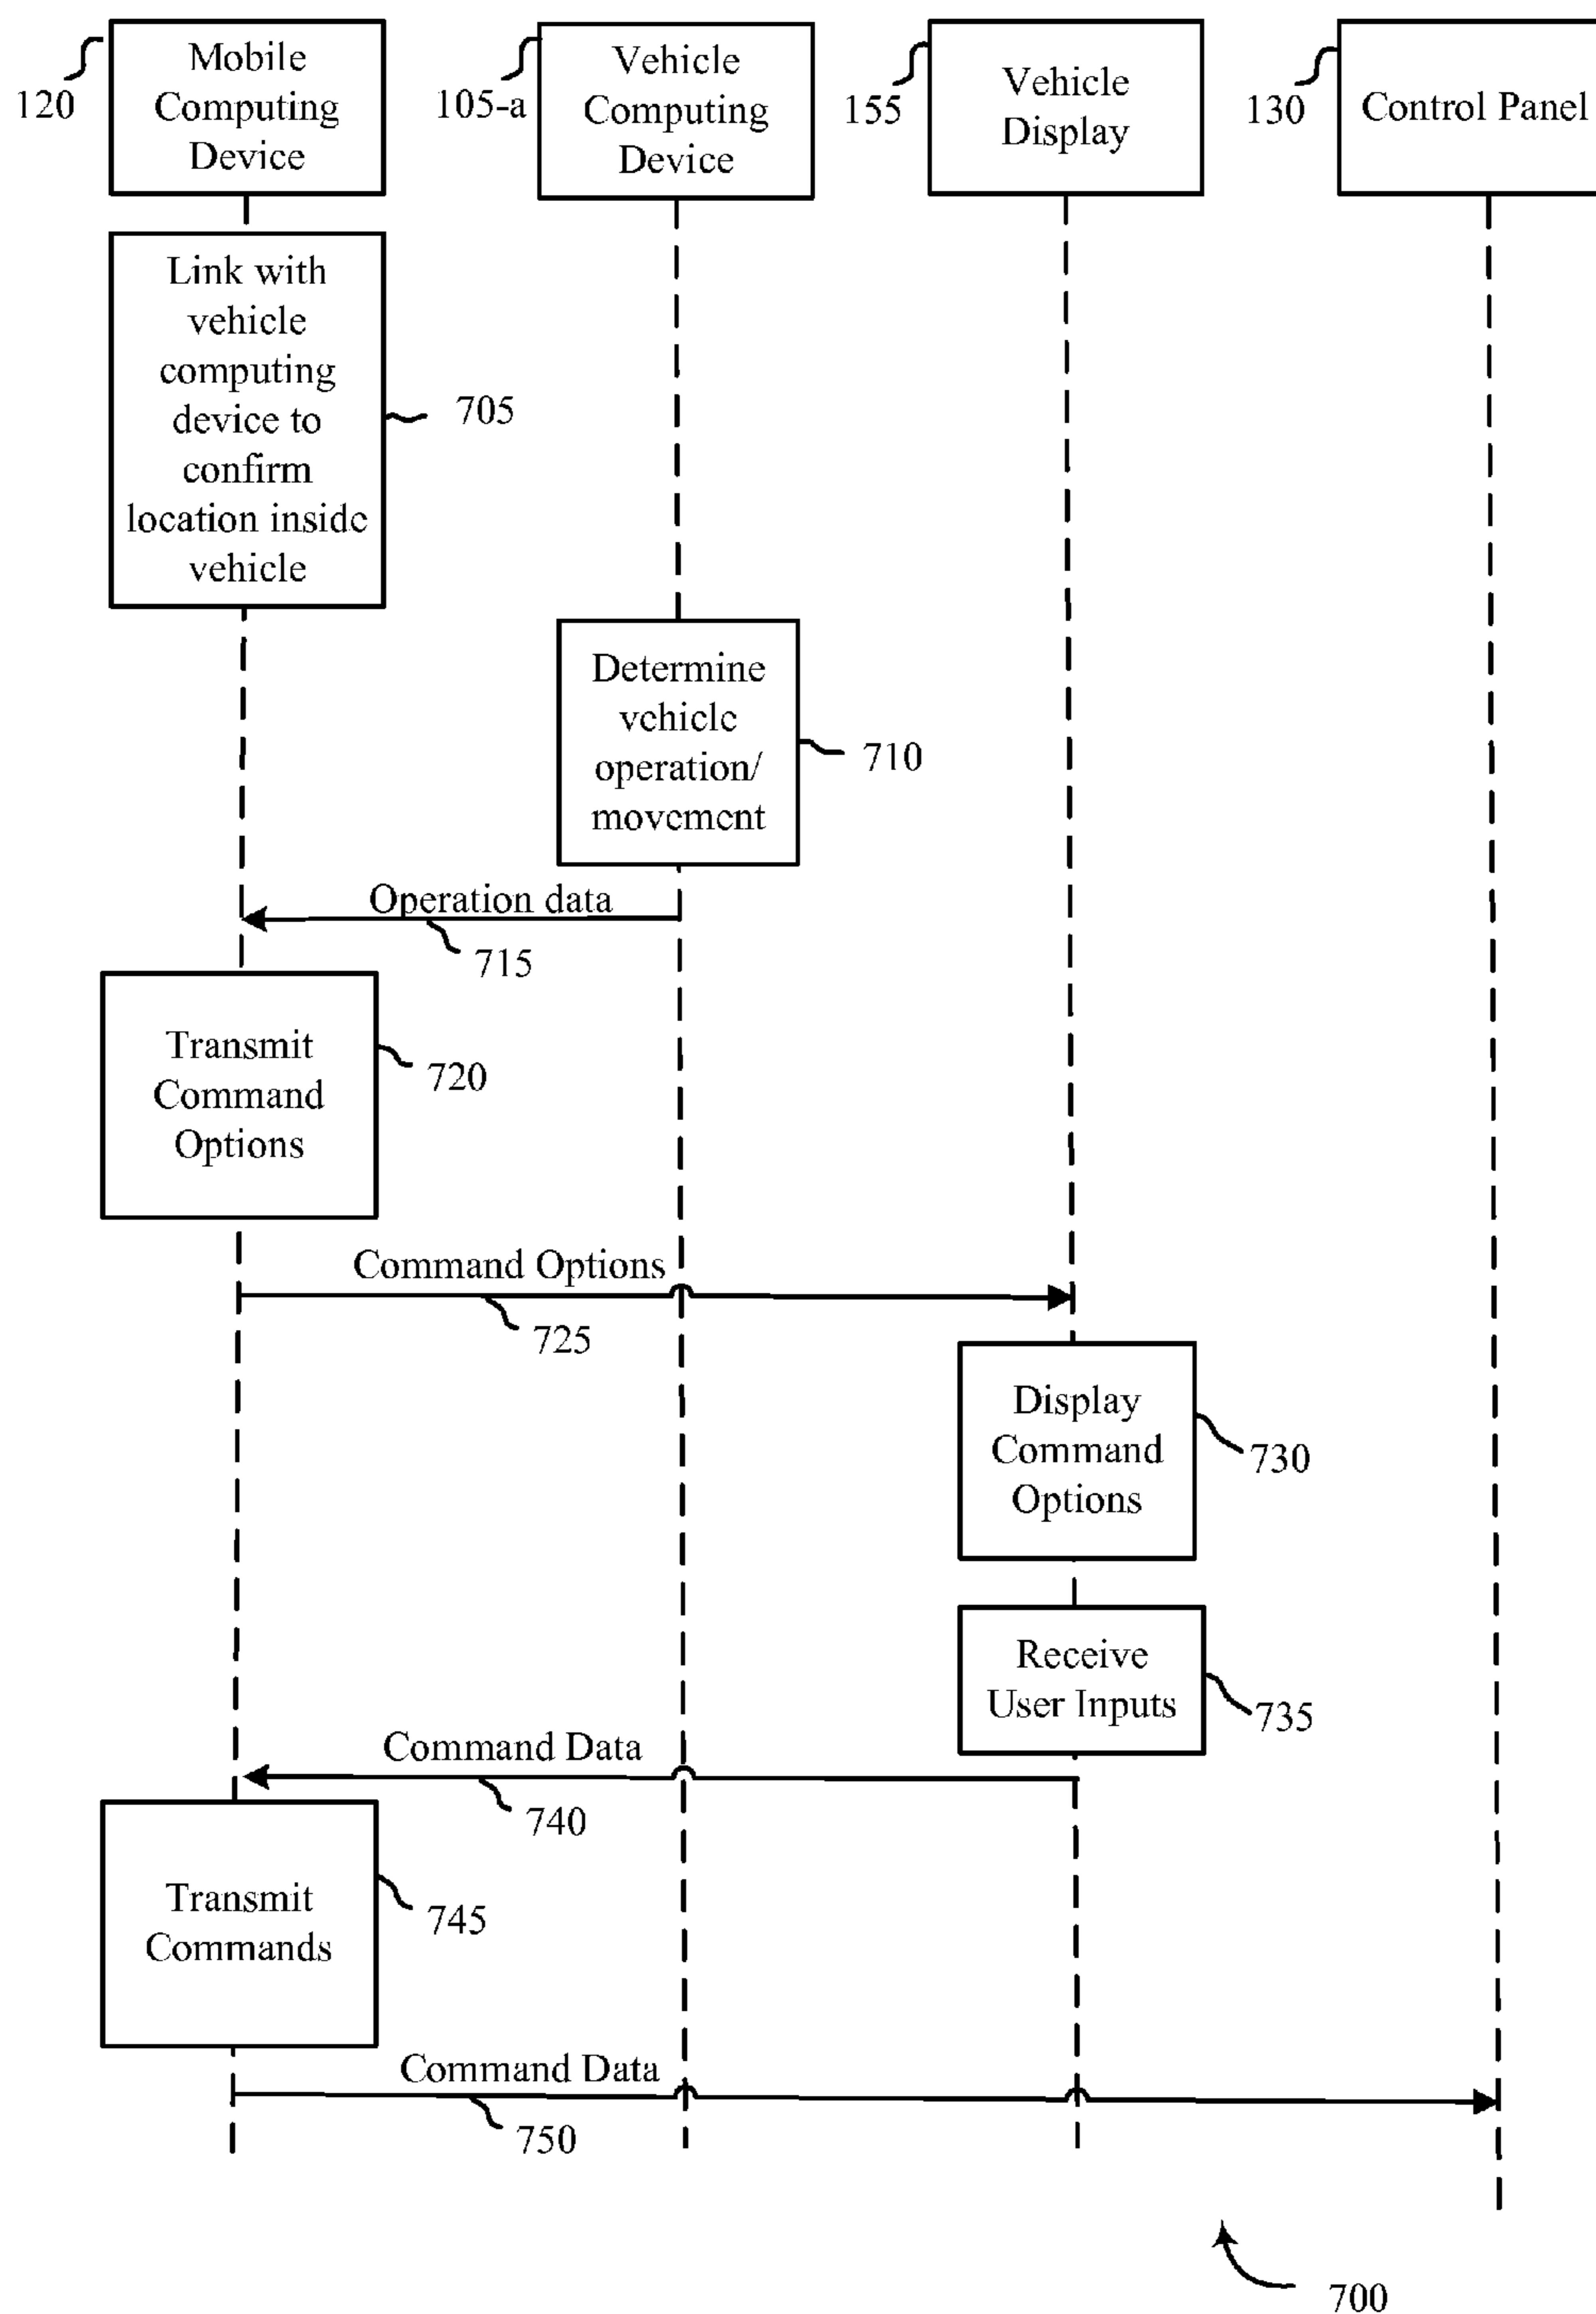 Mobile
Computing
Device
120
Vehicle
Computing
Device
105-a
Vehicle
Display
155
Control Panel
130
Link with
vehicle
computing
device to
confirm
location inside
vehicle
705
Determine
vehicle
operation/
movement
710
Operation data
715
Transmit
Command
Options
720
Command Options
725
Display
Command
Options
730
Receive
User Inputs
735
Command Data
740
Transmit
Commands
745
Command Data
750
700